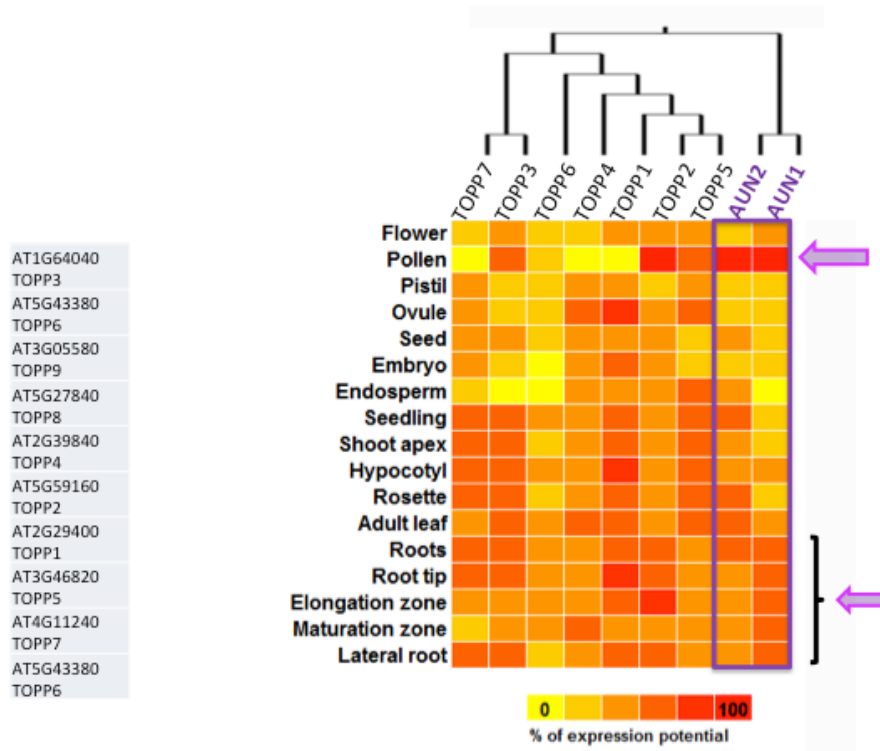 TOPP7
TOPP3
TOPP6
TOPP4
TOPP1
TOPP2
TOPP5
AUN2
AUN1
Flower
Pollen
Pistil
Ovule
Seed
Embryo
Endosperm
Seedling
Shoot apex
Hypocotyl
Rosette
Adult leaf
Roots
Root tip
Elongation zone
Maturation zone
Lateral root
AT1G64040
TOPP3
AT5G43380
TOPP6
AT3G05580
TOPP9
AT5G27840
TOPP8
AT2G39840
TOPP4
AT5G59160
TOPP2
AT2G29400
TOPP1
AT3G46820
TOPP5
AT4G11240
TOPP7
AT5G43380
TOPP6
0 100
% of expression potential